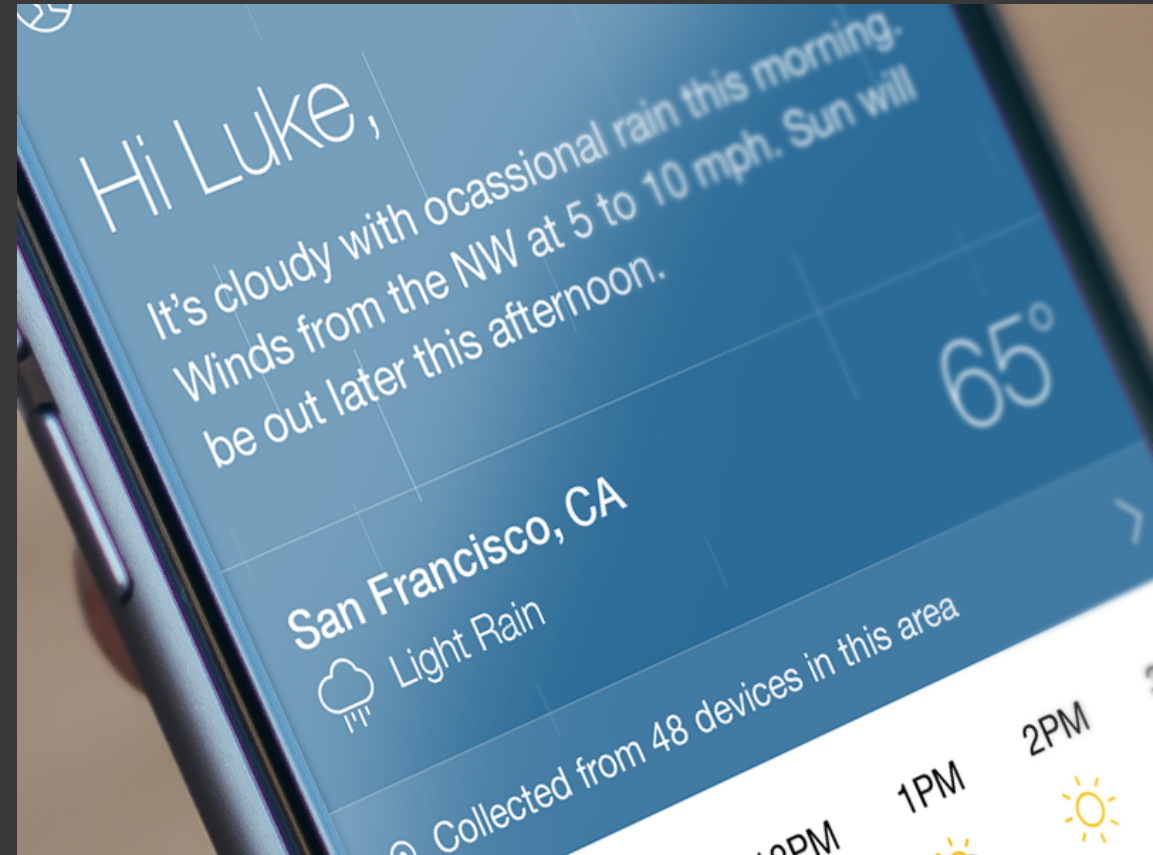 Hi Luke,
It's cloudy with ocassional rain this morning.
Winds from the NW at 5 to 10 mph. Sun will
be out later this afternoon.
65°
San Francisco, CA
Light Rain
Collected from 48 devices in this area
1PM
2PM